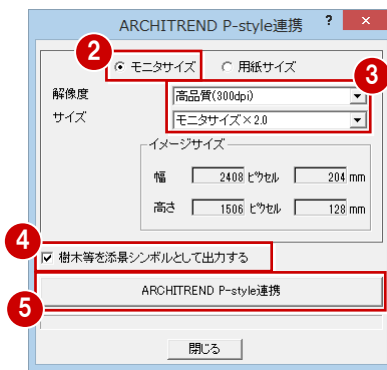 ARCHITREND P-style連携 ? ×
2 モニタサイズ 用紙サイズ
3
解像度 高品質(300dpi)
サイズ モニタサイズ×2.0
イメージサイズ
幅 2408 ピクセル 204 mm
高さ 1506 ピクセル 128 mm
4
樹木等を添景シンボルとして出力する
ARCHITREND P-style連携
5
閉じる